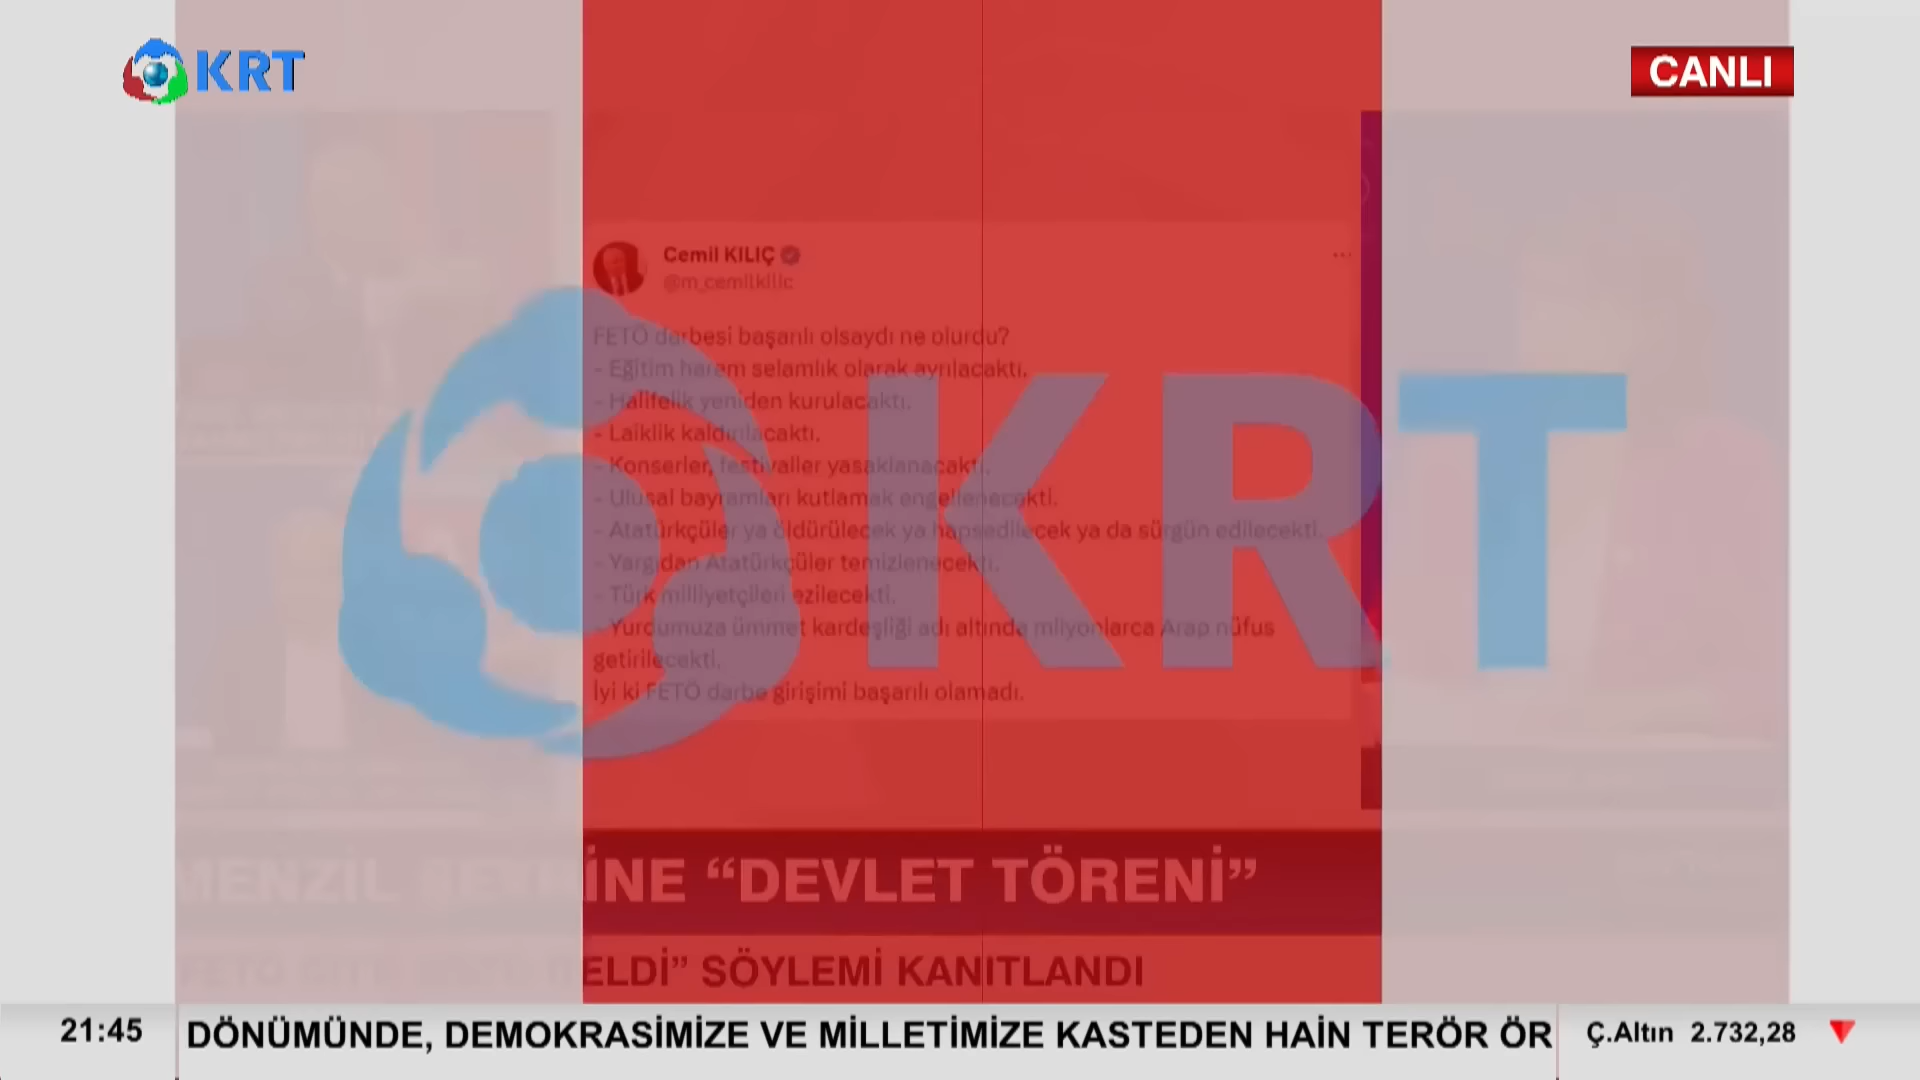 KRT
CANLI
Cemil KILIÇ
@m_cemilkilic
FETÖ darbesi başarılı olsaydı ne olurdu?
- Eğitim harem selamlık olarak ayrılacaktı.
- Halifelik yeniden kurulacaktı.
- Laiklik kaldırılacaktı.
- Konserler, festivaller yasaklanacaktı.
- Ulusal bayramları kutlamak engellenecekti.
- Atatürkçüler ya öldürülecek ya hapsedilecek ya da sürgün edilecekti.
- Yargıdan Atatürkçüler temizlenecekti.
- Türk milliyetçileri ezilecekti.
- Yurdumuza ümmet kardeşliği adı altında milyonlarca Arap nüfus
getirilecekti.
İyi ki FETÖ darbe girişimi başarılı olamadı.
KRT
MENZİL İNE “DEVLET TÖRENİ”
FETÖ ELDİ” SÖYLEMİ KANITLANDI
21:45 DÖNÜMÜNDE, DEMOKRASİMİZE VE MİLLETİMİZE KASTEDEN HAİN TERÖR ÖR Ç.Altın 2.732,28